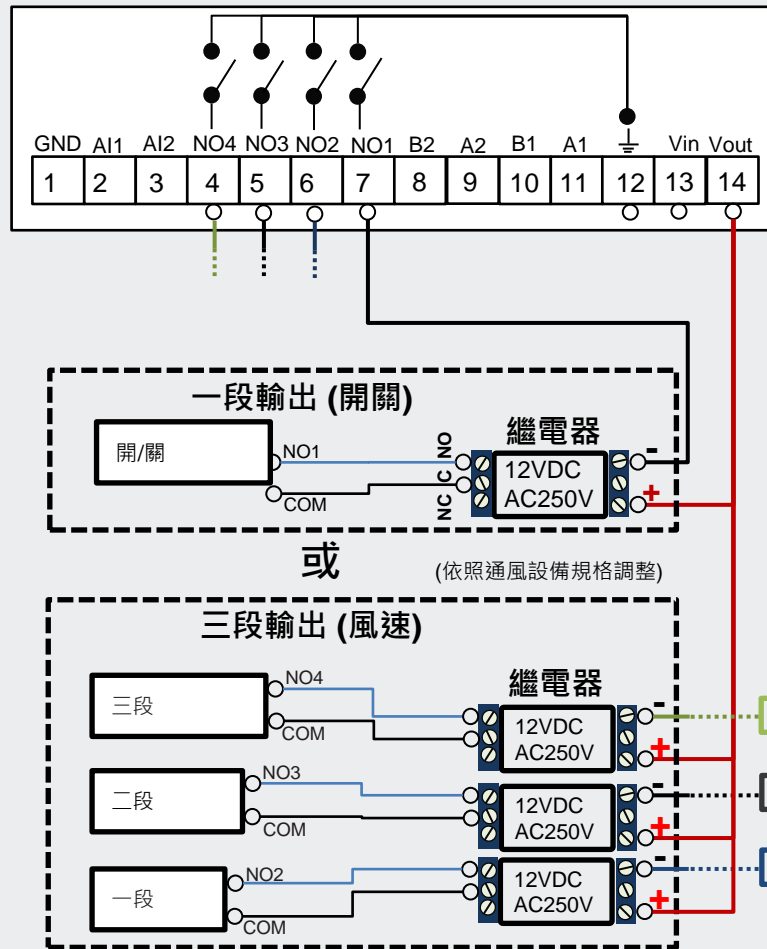 GND AI1 AI2 NO4 NO3 NO2 NO1 B2 A2 B1 A1 Vin Vout
1 2 3 4 5 6 7 8 9 10 11 12 13 14
一段輸出 (開關)
繼電器
開/關
NO1
COM
NO
C
NC
12VDC
AC250V
-
+
或
(依照通風設備規格調整)
三段輸出 (風速)
繼電器
三段
NO4
COM
12VDC
AC250V
-
+
二段
NO3
COM
12VDC
AC250V
-
+
一段
NO2
COM
12VDC
AC250V
-
+